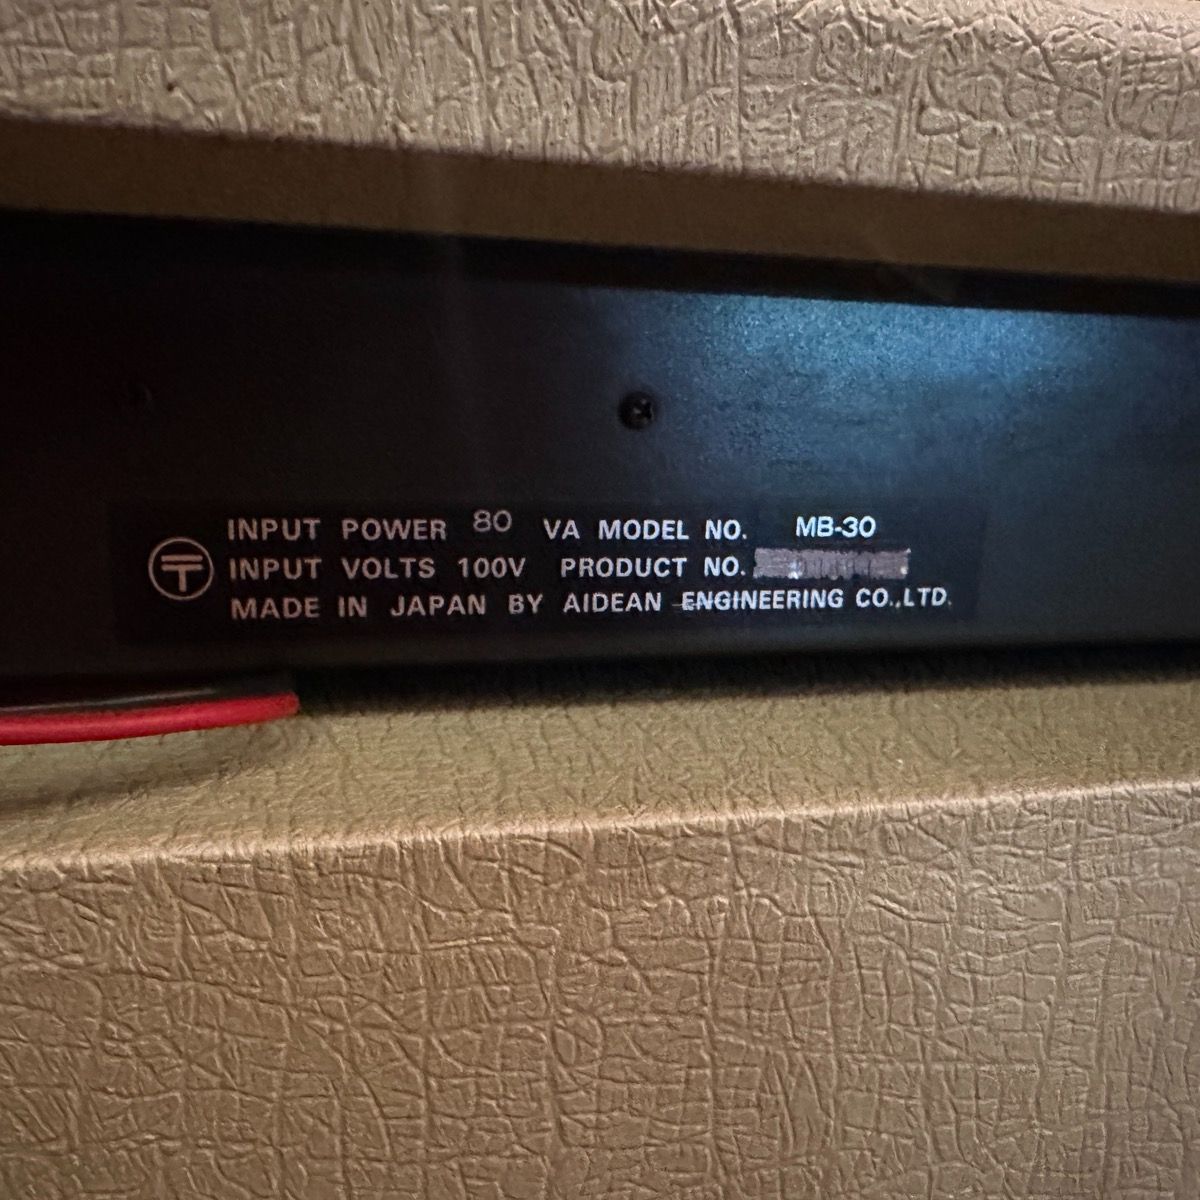 INPUT POWER 80 VA MODEL NO. MB-30
INPUT VOLTS 100V PRODUCT NO.
MADE IN JAPAN BY AIDEAN ENGINEERING CO.,LTD.